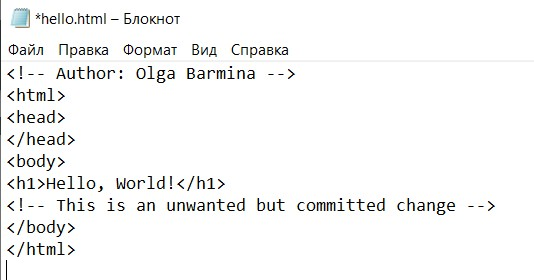 *hello.html – Блокнот
Файл Правка Формат Вид Справка
<!-- Author: Olga Barmina -->
<html>
<head>
</head>
<body>
<h1>Hello, World!</h1>
<!-- This is an unwanted but committed change -->
</body>
</html>